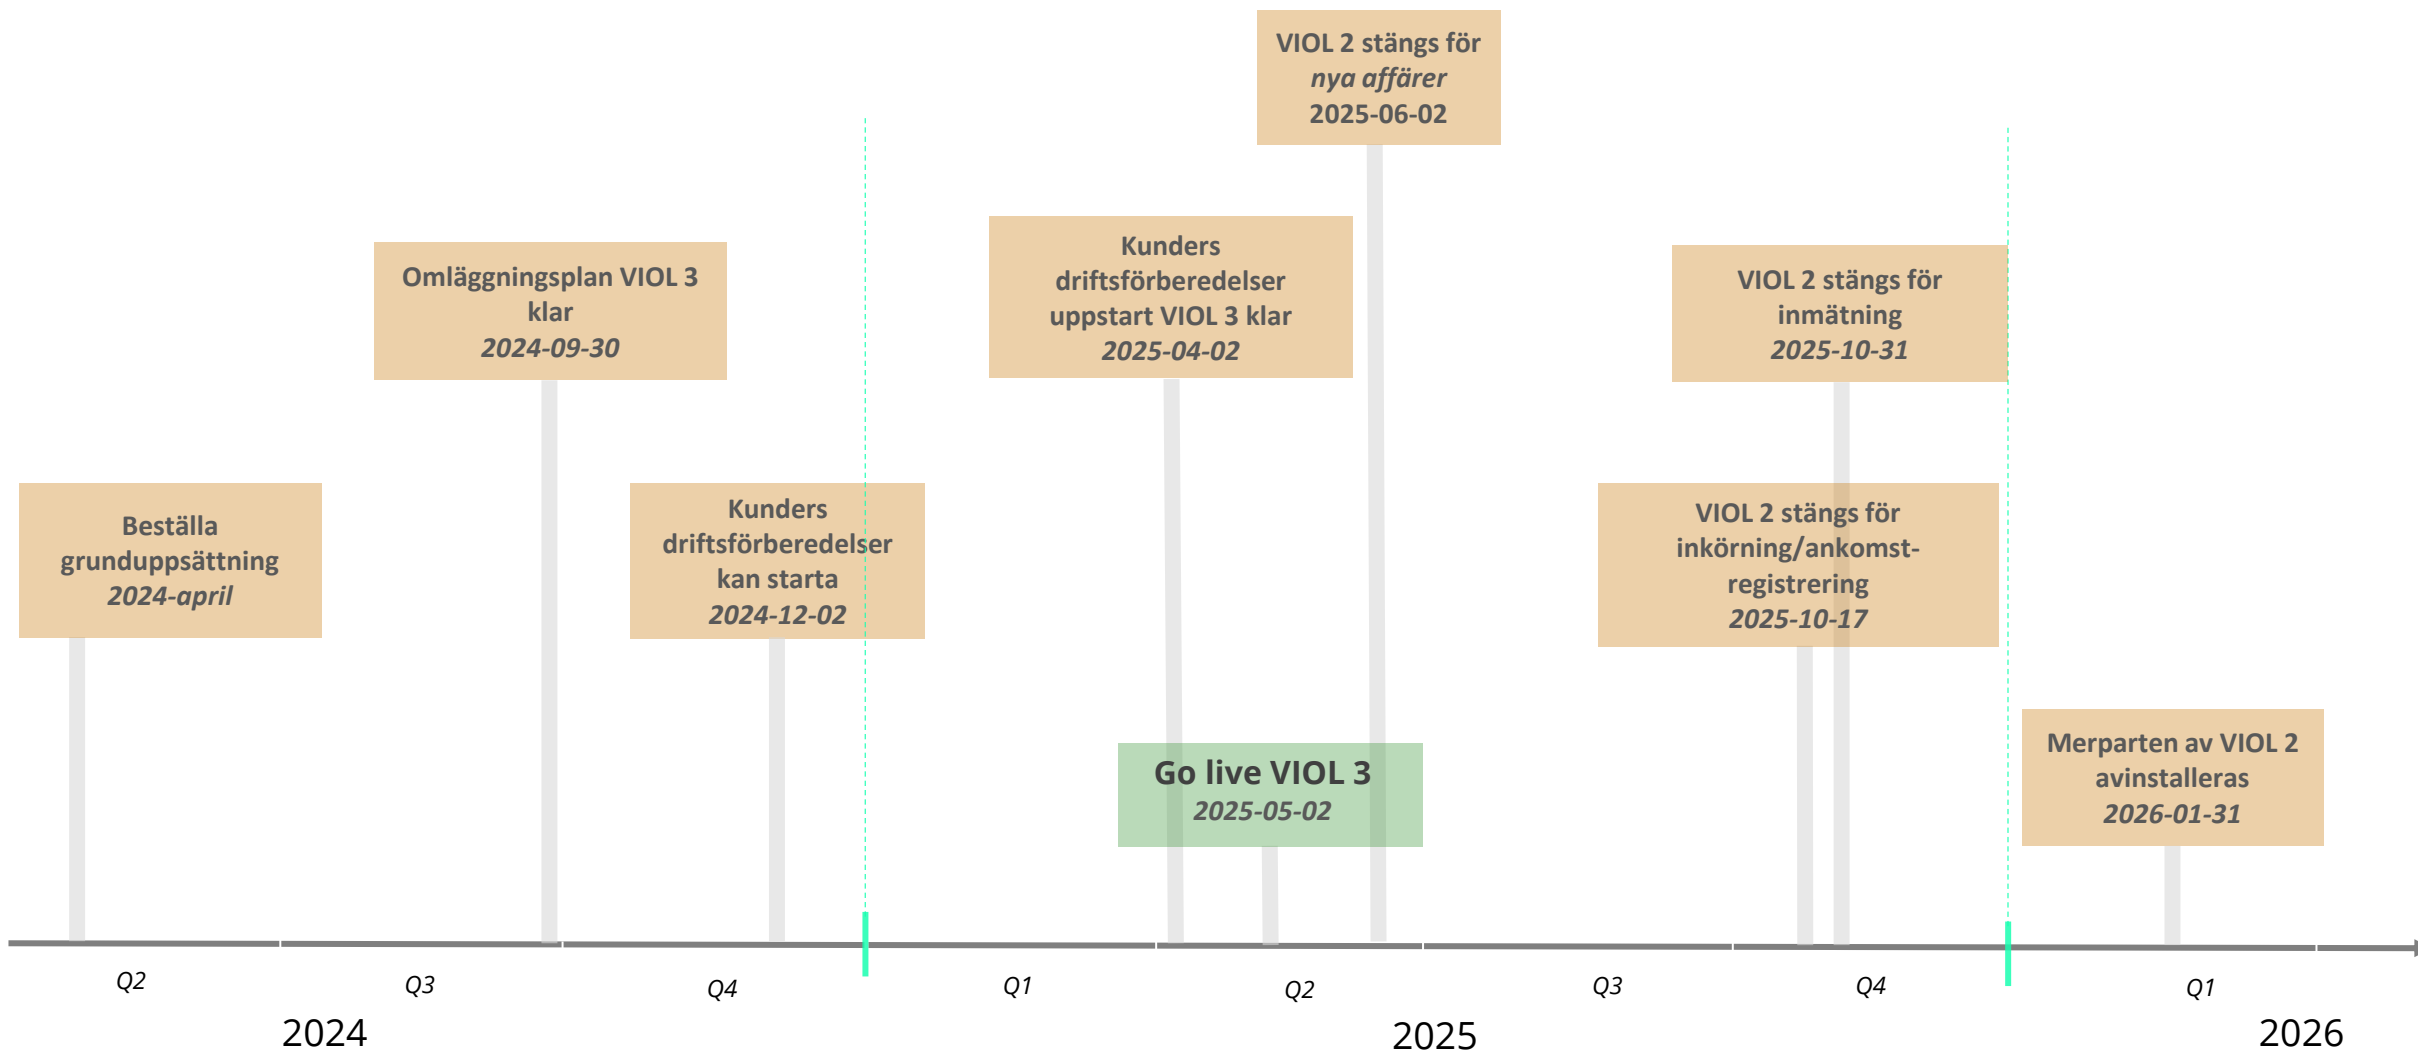 VIOL 2 stängs för
nya affärer
2025-06-02
Omläggningsplan VIOL 3
klar
2024-09-30
Kunders
driftsförberedelser
uppstart VIOL 3 klar
2025-04-02
VIOL 2 stängs för
inmätning
2025-10-31
Beställa
grunduppsättning
2024-april
Kunders
driftsförberedelser
kan starta
2024-12-02
VIOL 2 stängs för
inkörning/ankomst-
registrering
2025-10-17
Go live VIOL 3
2025-05-02
Merparten av VIOL 2
avinstalleras
2026-01-31
Q2
Q3
Q4
Q1
Q2
Q3
Q4
Q1
2024
2025
2026